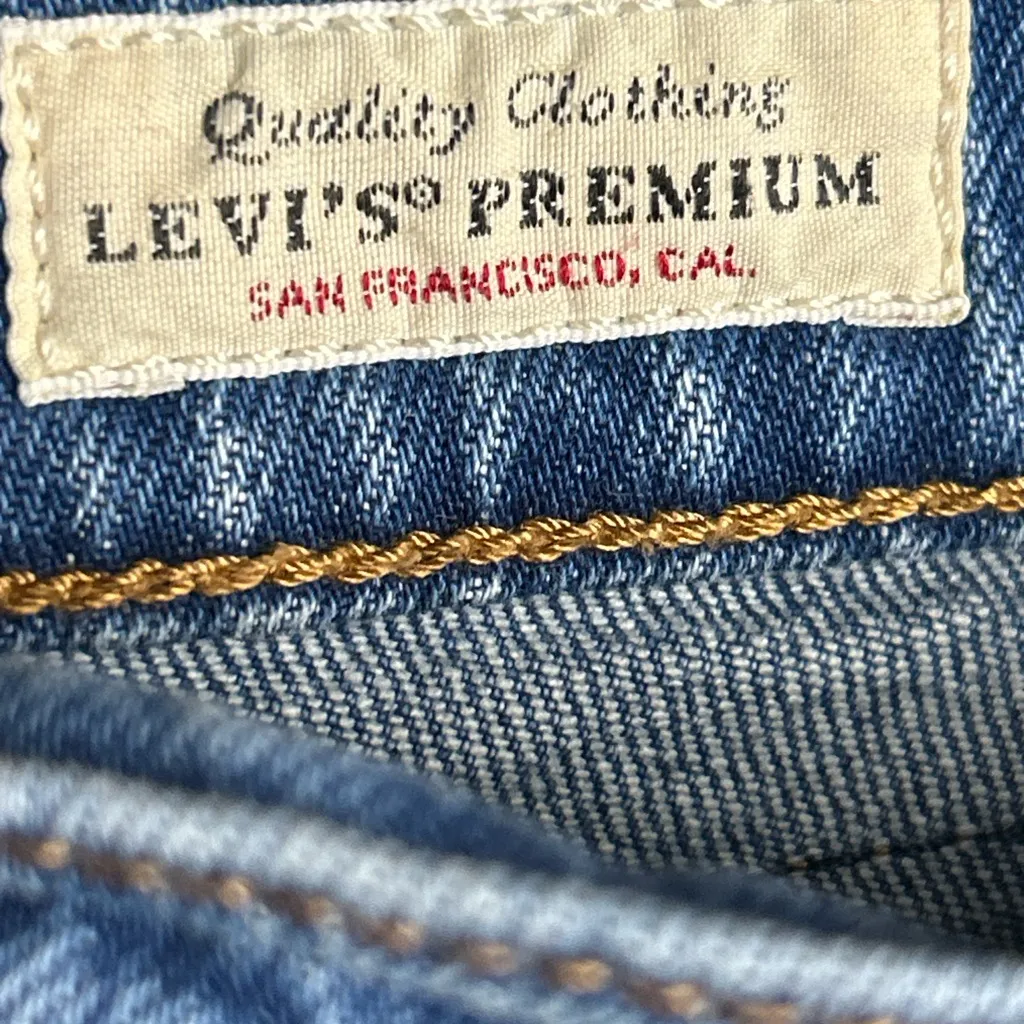 Quality Clothing
LEVI'S® PREMIUM
SAN FRANCISCO, CAL.